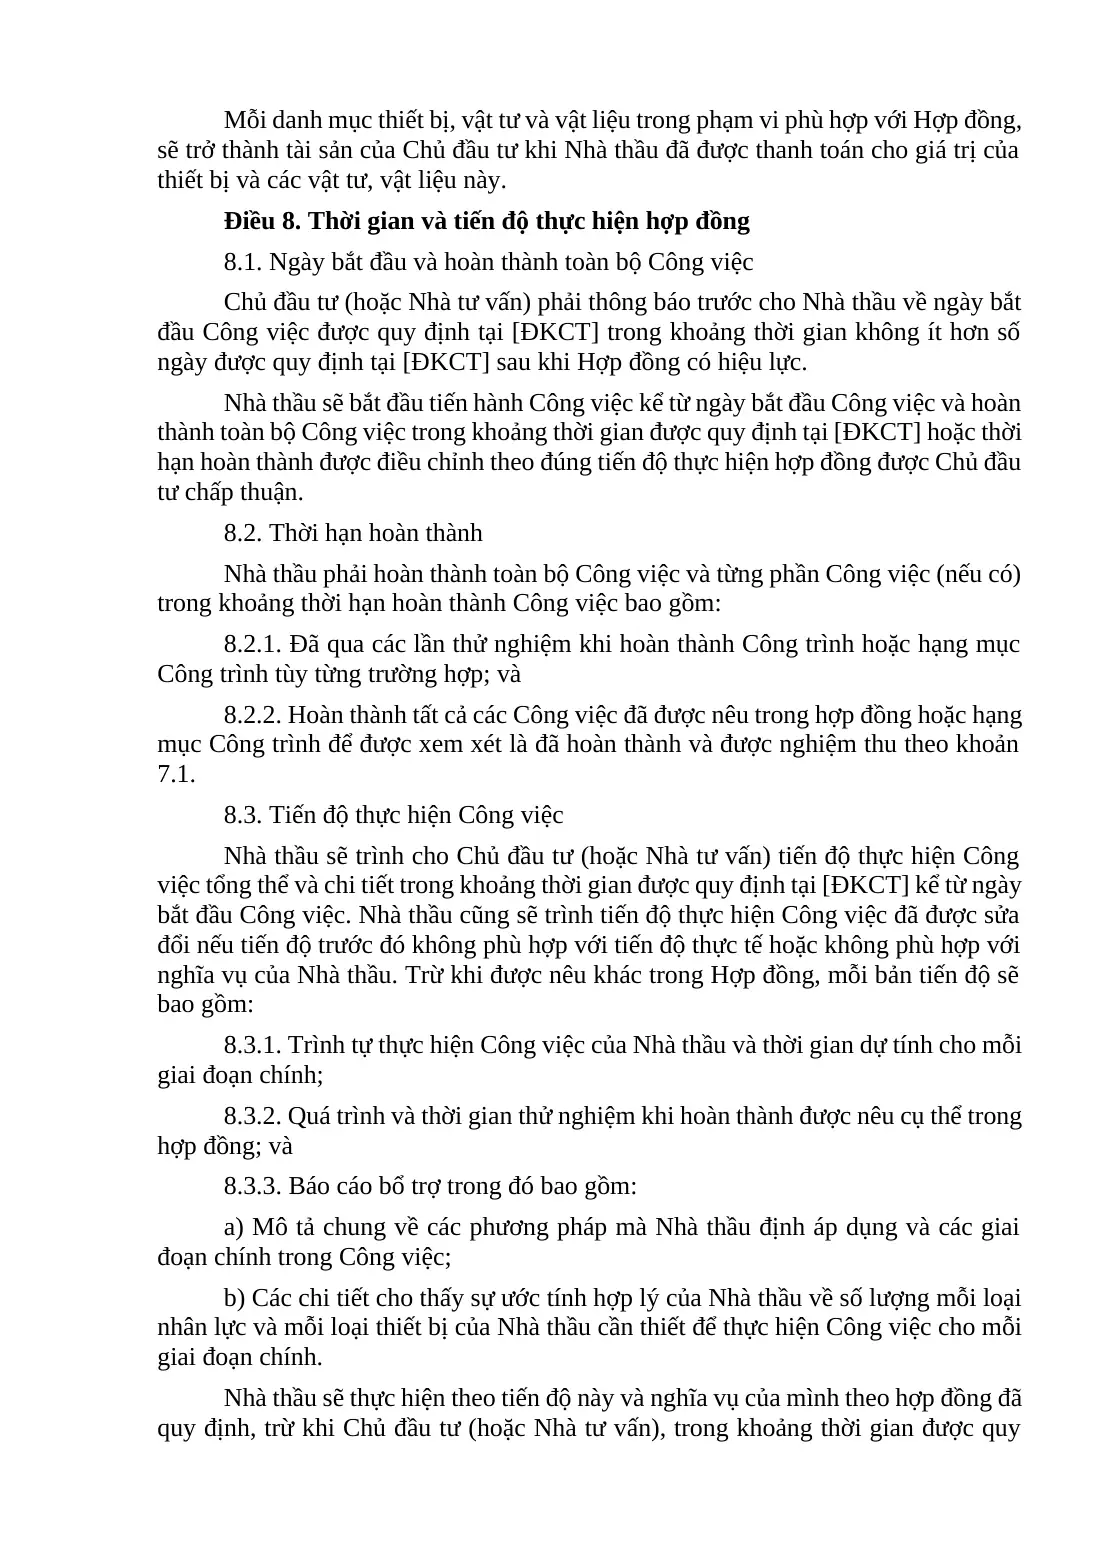 Mỗi danh mục thiết bị, vật tư và vật liệu trong phạm vi phù hợp với Hợp đồng,
sẽ trở thành tài sản của Chủ đầu tư khi Nhà thầu đã được thanh toán cho giá trị của
thiết bị và các vật tư, vật liệu này.
Điều 8. Thời gian và tiến độ thực hiện hợp đồng
8.1. Ngày bắt đầu và hoàn thành toàn bộ Công việc
Chủ đầu tư (hoặc Nhà tư vấn) phải thông báo trước cho Nhà thầu về ngày bắt
đầu Công việc được quy định tại [ĐKCT] trong khoảng thời gian không ít hơn số
ngày được quy định tại [ĐKCT] sau khi Hợp đồng có hiệu lực.
Nhà thầu sẽ bắt đầu tiến hành Công việc kể từ ngày bắt đầu Công việc và hoàn
thành toàn bộ Công việc trong khoảng thời gian được quy định tại [ĐKCT] hoặc thời
hạn hoàn thành được điều chỉnh theo đúng tiến độ thực hiện hợp đồng được Chủ đầu
tư chấp thuận.
8.2. Thời hạn hoàn thành
Nhà thầu phải hoàn thành toàn bộ Công việc và từng phần Công việc (nếu có)
trong khoảng thời hạn hoàn thành Công việc bao gồm:
8.2.1. Đã qua các lần thử nghiệm khi hoàn thành Công trình hoặc hạng mục
Công trình tùy từng trường hợp; và
8.2.2. Hoàn thành tất cả các Công việc đã được nêu trong hợp đồng hoặc hạng
mục Công trình để được xem xét là đã hoàn thành và được nghiệm thu theo khoản
7.1.
8.3. Tiến độ thực hiện Công việc
Nhà thầu sẽ trình cho Chủ đầu tư (hoặc Nhà tư vấn) tiến độ thực hiện Công
việc tổng thể và chi tiết trong khoảng thời gian được quy định tại [ĐKCT] kể từ ngày
bắt đầu Công việc. Nhà thầu cũng sẽ trình tiến độ thực hiện Công việc đã được sửa
đổi nếu tiến độ trước đó không phù hợp với tiến độ thực tế hoặc không phù hợp với
nghĩa vụ của Nhà thầu. Trừ khi được nêu khác trong Hợp đồng, mỗi bản tiến độ sẽ
bao gồm:
8.3.1. Trình tự thực hiện Công việc của Nhà thầu và thời gian dự tính cho mỗi
giai đoạn chính;
8.3.2. Quá trình và thời gian thử nghiệm khi hoàn thành được nêu cụ thể trong
hợp đồng; và
8.3.3. Báo cáo bổ trợ trong đó bao gồm:
a) Mô tả chung về các phương pháp mà Nhà thầu định áp dụng và các giai
đoạn chính trong Công việc;
b) Các chi tiết cho thấy sự ước tính hợp lý của Nhà thầu về số lượng mỗi loại
nhân lực và mỗi loại thiết bị của Nhà thầu cần thiết để thực hiện Công việc cho mỗi
giai đoạn chính.
Nhà thầu sẽ thực hiện theo tiến độ này và nghĩa vụ của mình theo hợp đồng đã
quy định, trừ khi Chủ đầu tư (hoặc Nhà tư vấn), trong khoảng thời gian được quy